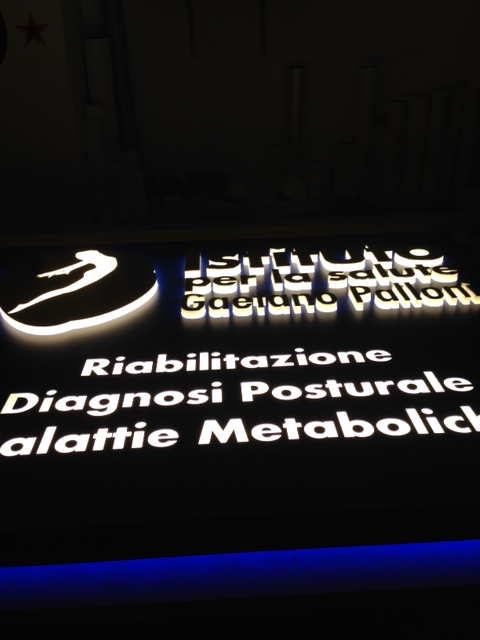 Istituto
per la salute
Gaetano Palloni
Riabilitazione
Diagnosi Posturale
alattie Metabolich